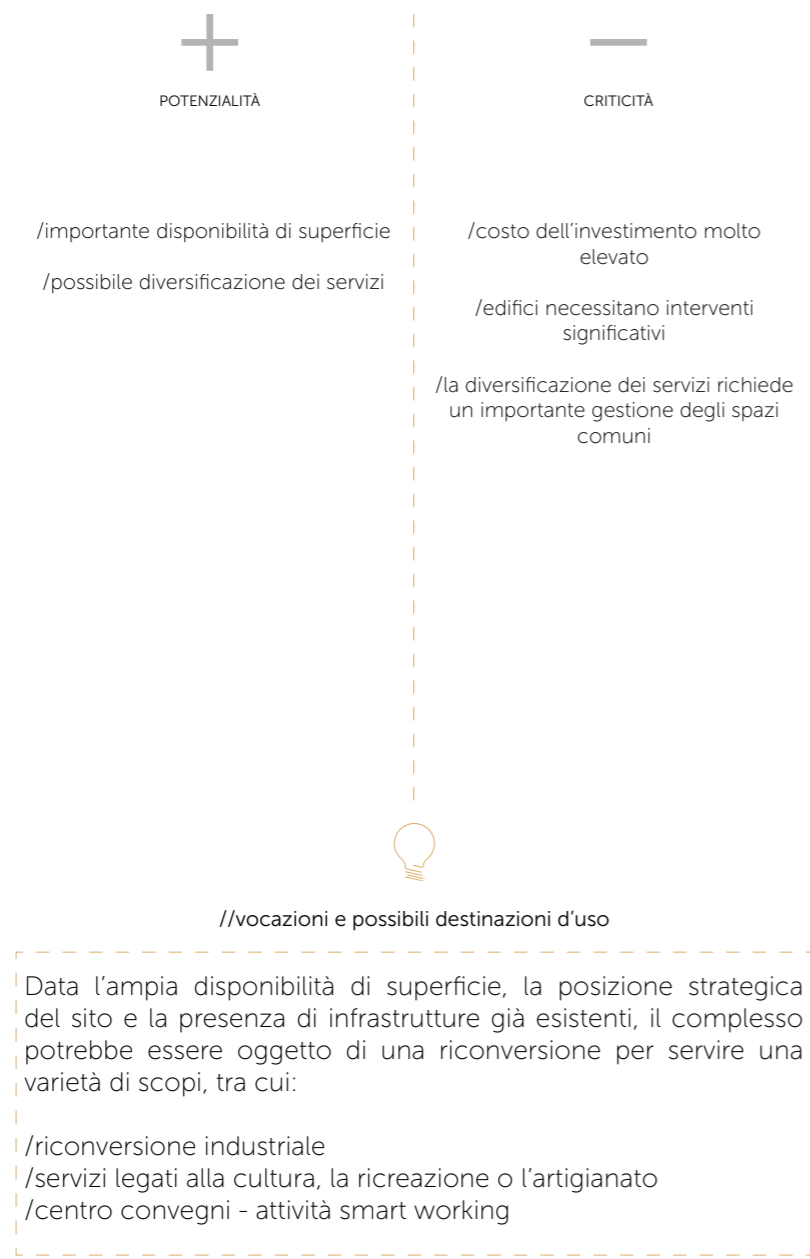 POTENZIALITÀ
/importante disponibilità di superficie
/possibile diversificazione dei servizi
CRITICITÀ
/costo dell’investimento molto
elevato
/edifici necessitano interventi
significativi
/la diversificazione dei servizi richiede
un importante gestione degli spazi
comuni
//vocazioni e possibili destinazioni d’uso
Data l’ampia disponibilità di superficie, la posizione strategica
del sito e la presenza di infrastrutture già esistenti, il complesso
potrebbe essere oggetto di una riconversione per servire una
varietà di scopi, tra cui:
/riconversione industriale
/servizi legati alla cultura, la ricreazione o l’artigianato
/centro convegni - attività smart working